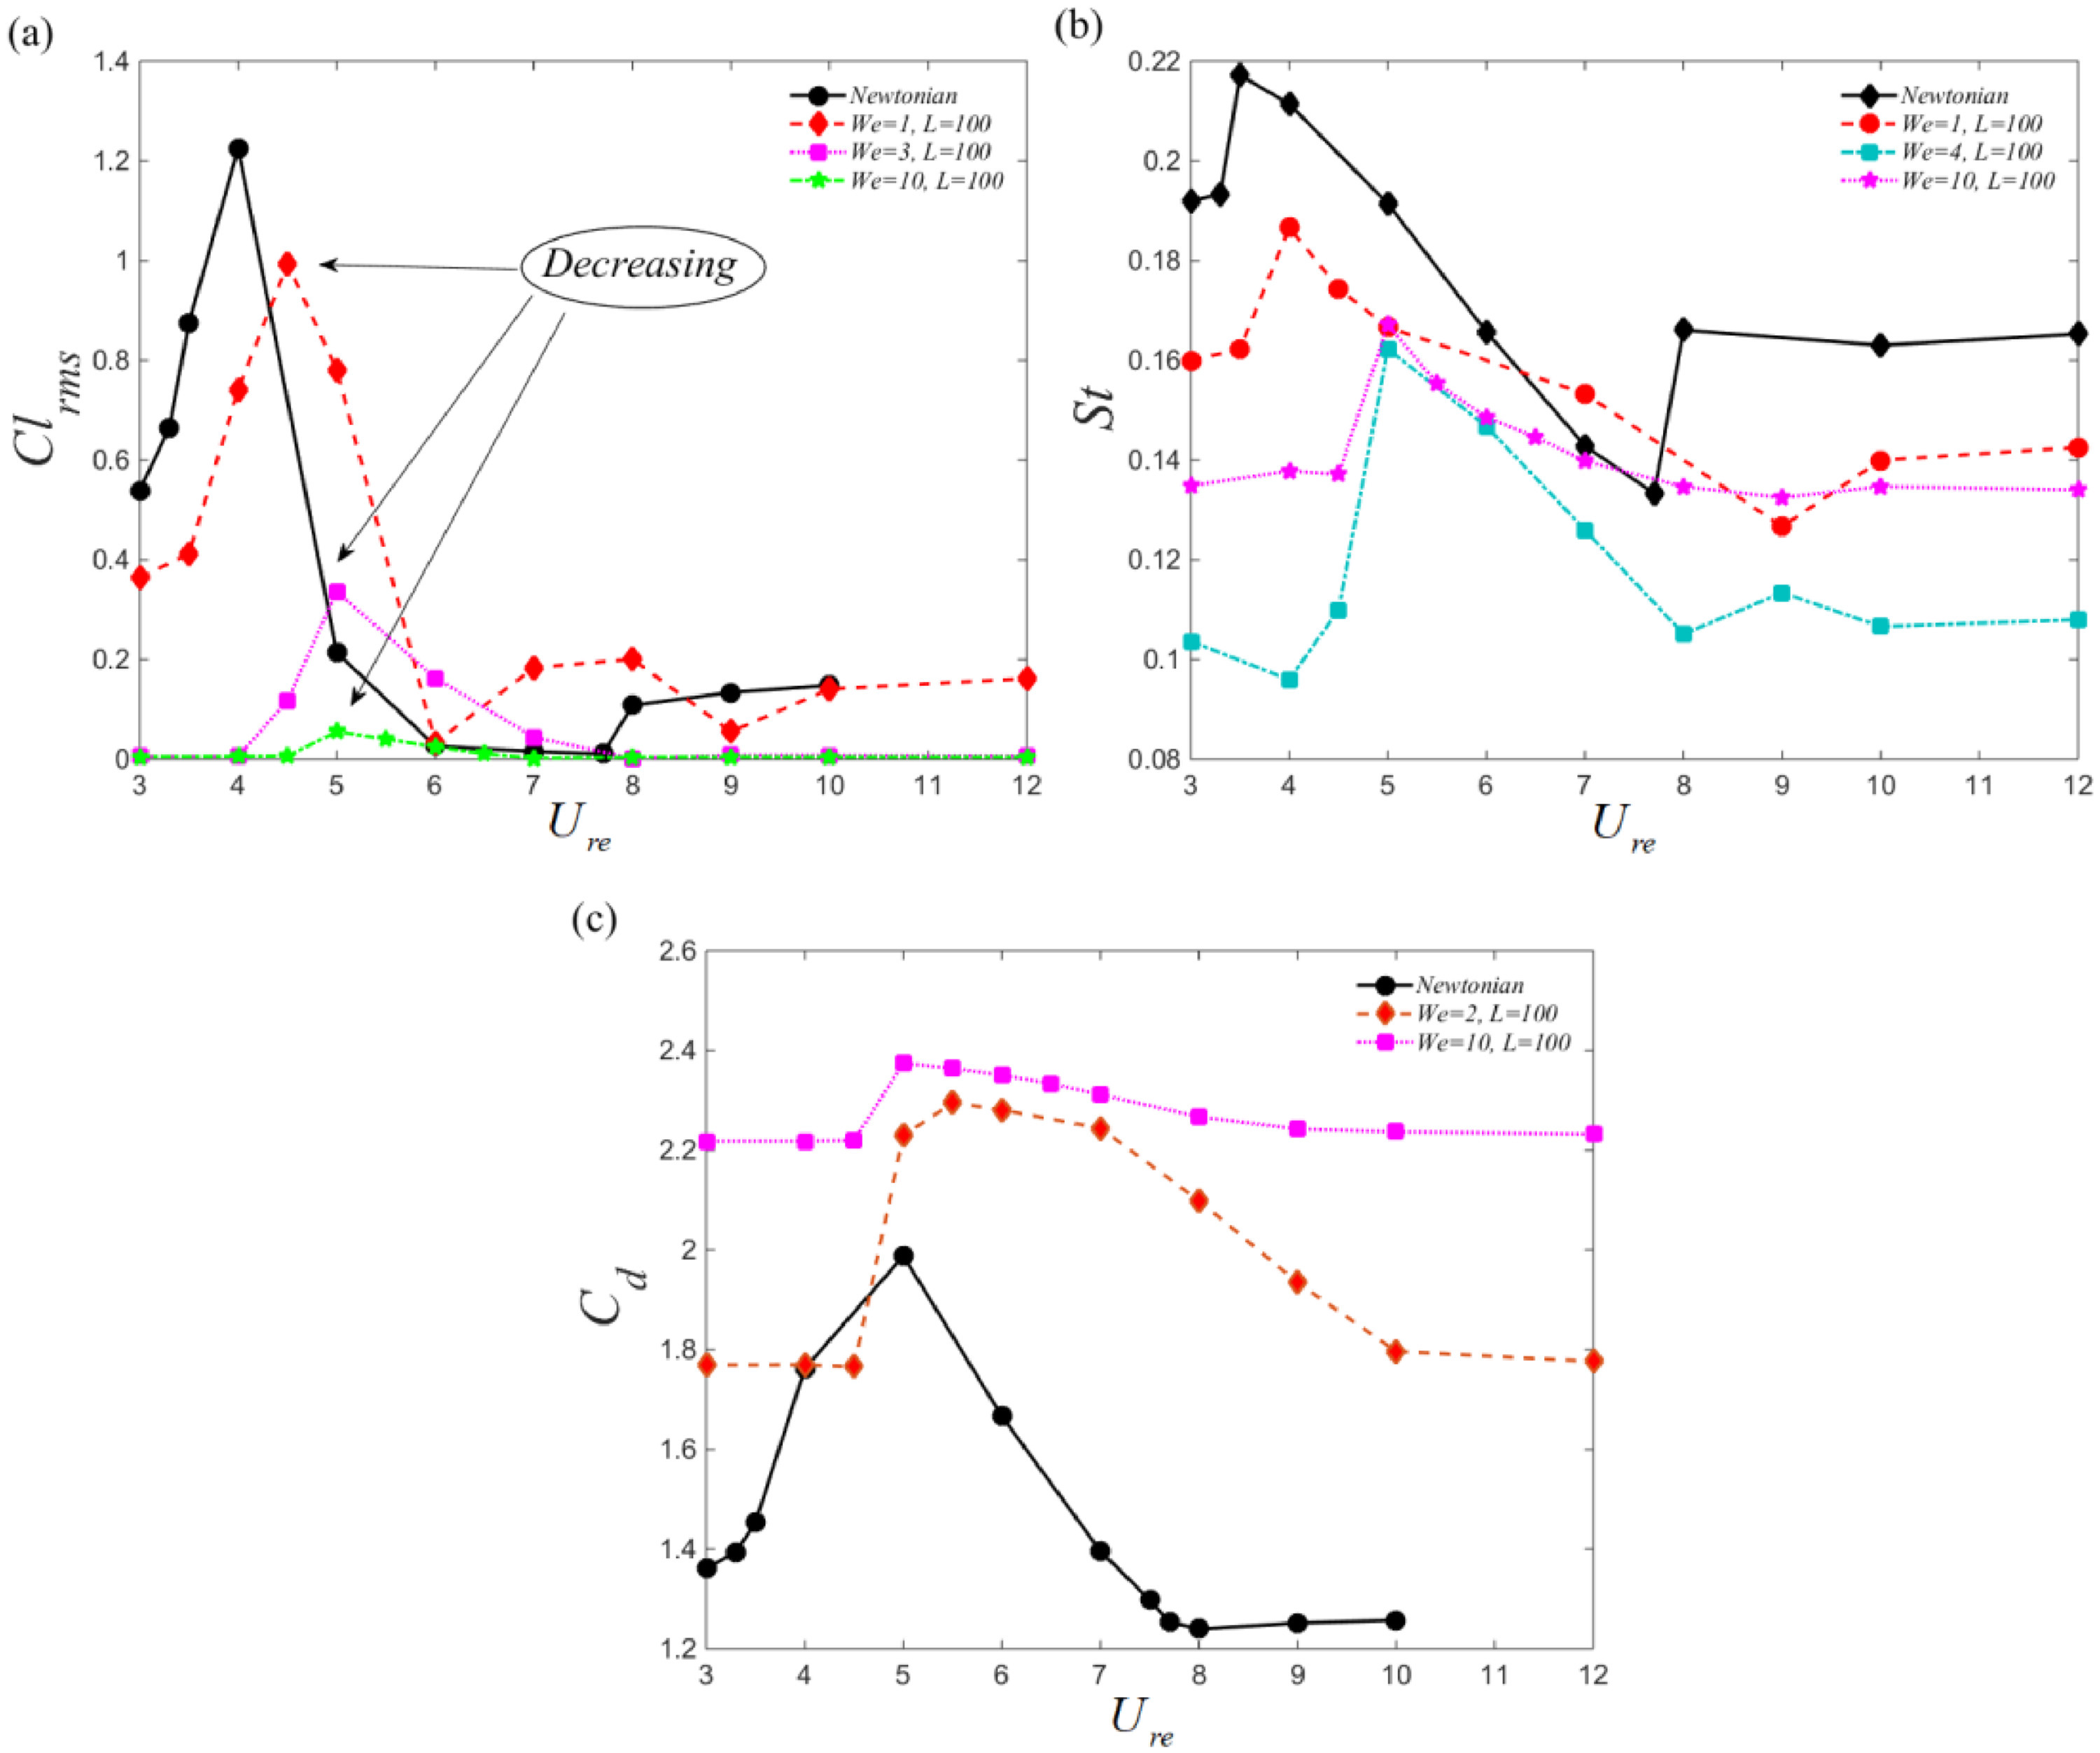 (a)
1.4
1.2
1
0.8
0.6
0.4
0.2
0
Cl rms
3 4 5 6 7 8 9 10 11 12
U re
Newtonian
We=1, L=100
We=3, L=100
We=10, L=100
Decreasing
(b)
0.22
0.2
0.18
0.16
0.14
0.12
0.1
0.08
St
3 4 5 6 7 8 9 10 11 12
U re
Newtonian
We=1, L=100
We=4, L=100
We=10, L=100
(c)
2.6
2.4
2.2
2
1.8
1.6
1.4
1.2
C d
3 4 5 6 7 8 9 10 11 12
U re
Newtonian
We=2, L=100
We=10, L=100